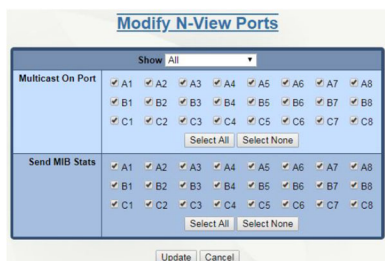 Modify N-View Ports
Show All
Multicast On Port
A1 A2 A3 A4 A5 A6 A7 A8
B1 B2 B3 B4 B5 B6 B7 B8
C1 C2 C3 C4 C5 C6 C7 C8
Select All Select None
Send MIB Stats
A1 A2 A3 A4 A5 A6 A7 A8
B1 B2 B3 B4 B5 B6 B7 B8
C1 C2 C3 C4 C5 C6 C7 C8
Select All Select None
Update Cancel